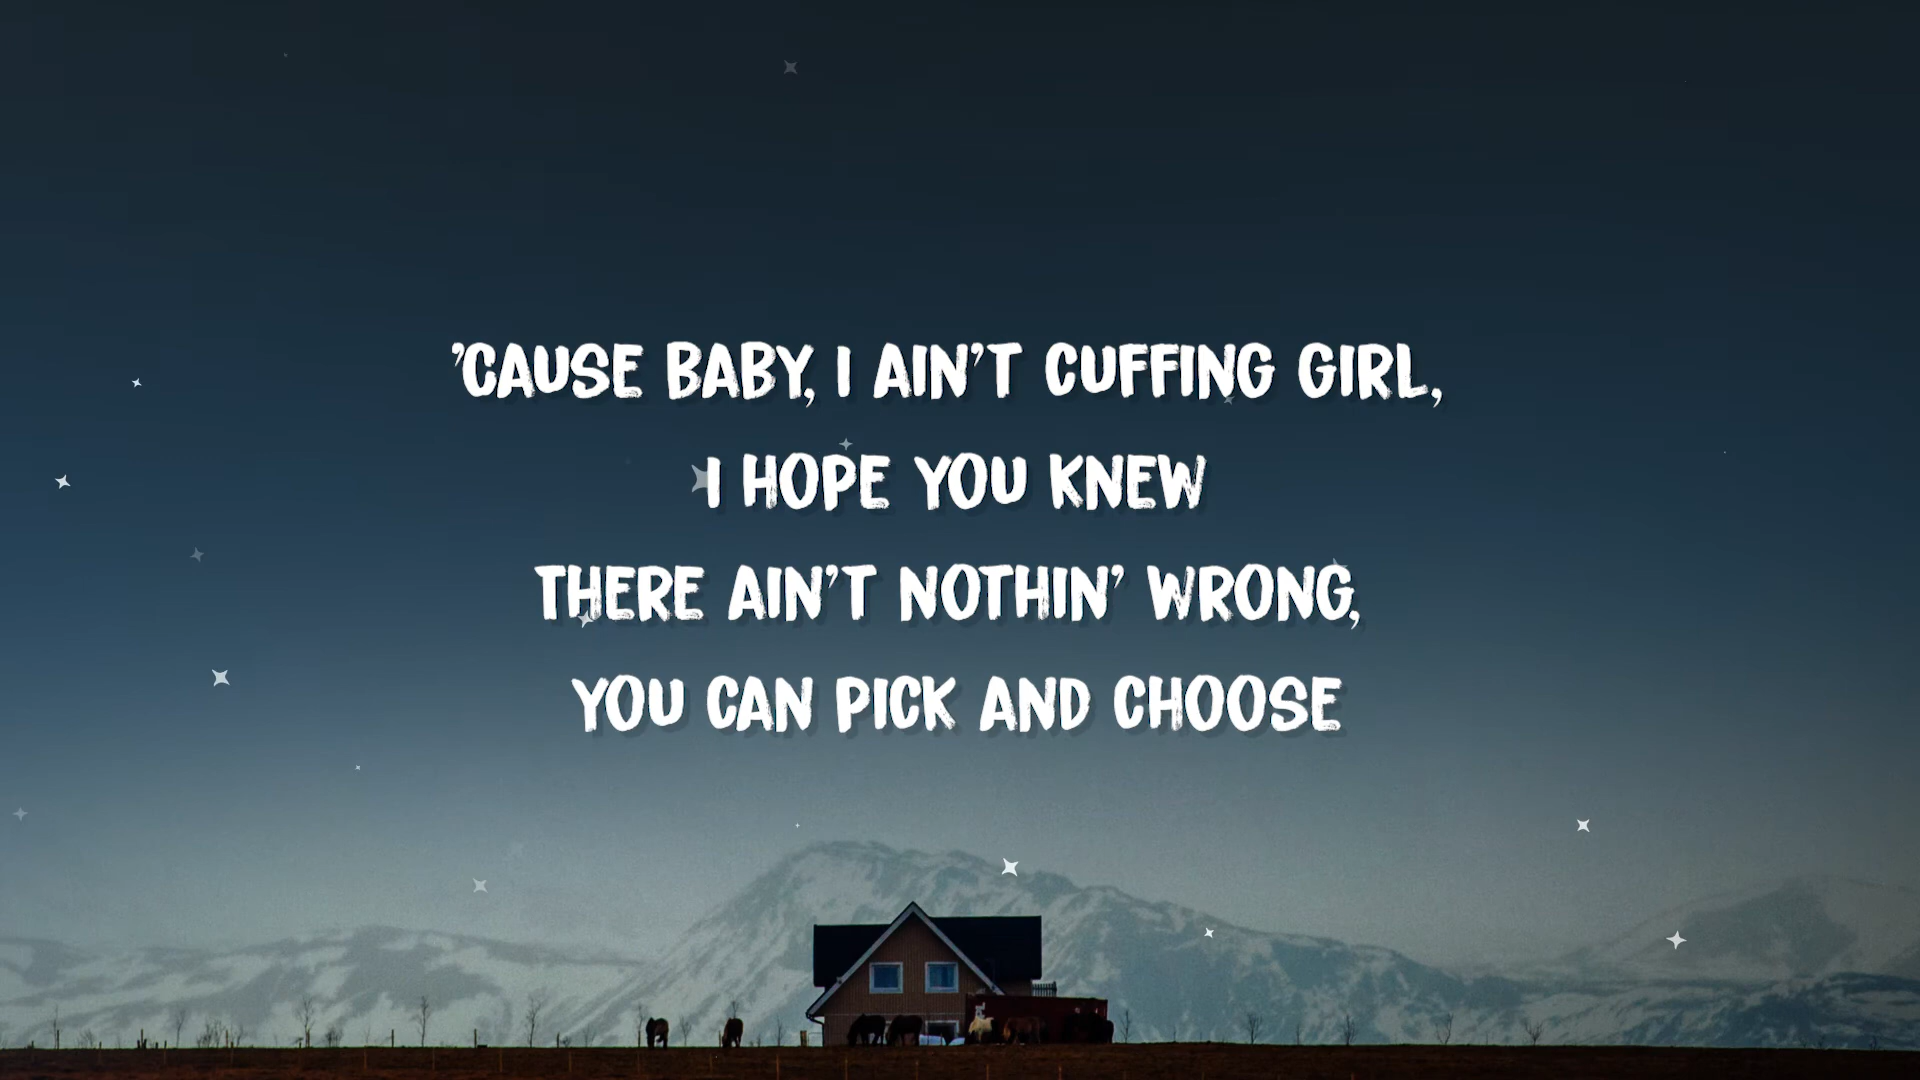 'CAUSE BABY, I AIN'T CUFFING GIRL,
I HOPE YOU KNEW
THERE AIN'T NOTHIN' WRONG,
YOU CAN PICK AND CHOOSE